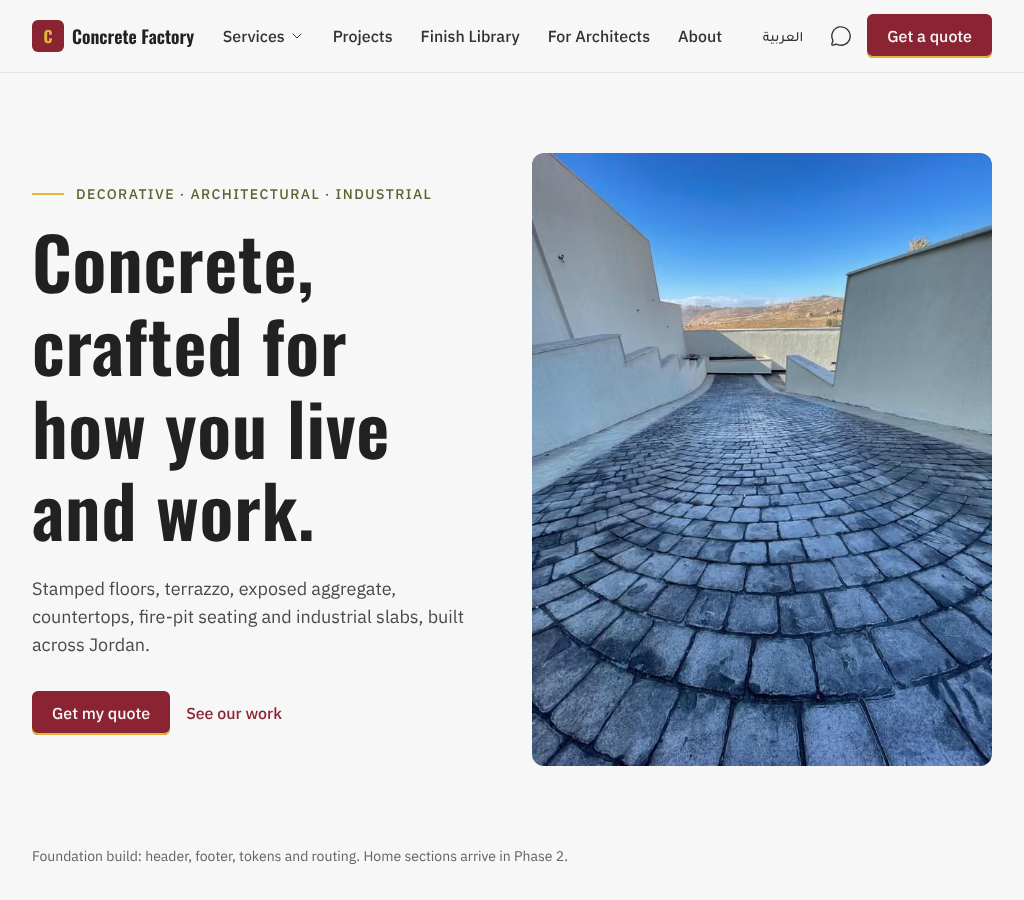 C Concrete Factory Services Projects Finish Library For Architects About العربية Get a quote
DECORATIVE · ARCHITECTURAL · INDUSTRIAL
Concrete,
crafted for
how you live
and work.
Stamped floors, terrazzo, exposed aggregate,
countertops, fire-pit seating and industrial slabs, built
across Jordan.
Get my quote See our work
Foundation build: header, footer, tokens and routing. Home sections arrive in Phase 2.